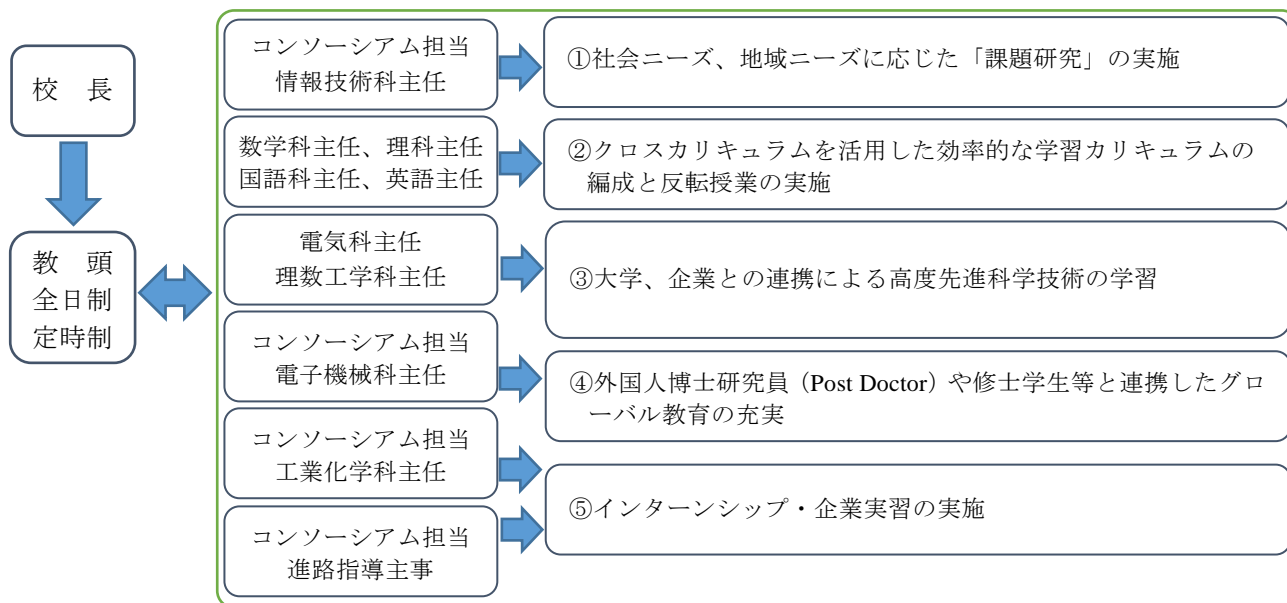 校　長
教　頭
全日制
定時制
コンソーシアム担当
情報技術科主任
①社会ニーズ、地域ニーズに応じた「課題研究」の実施
数学科主任、理科主任
国語科主任、英語主任
②クロスカリキュラムを活用した効率的な学習カリキュラムの
編成と反転授業の実施
電気科主任
理数工学科主任
③大学、企業との連携による高度先進科学技術の学習
コンソーシアム担当
電子機械科主任
④外国人博士研究員（Post Doctor）や修士学生等と連携したグロ
ーバル教育の充実
コンソーシアム担当
工業化学科主任
⑤インターンシップ・企業実習の実施
コンソーシアム担当
進路指導主事